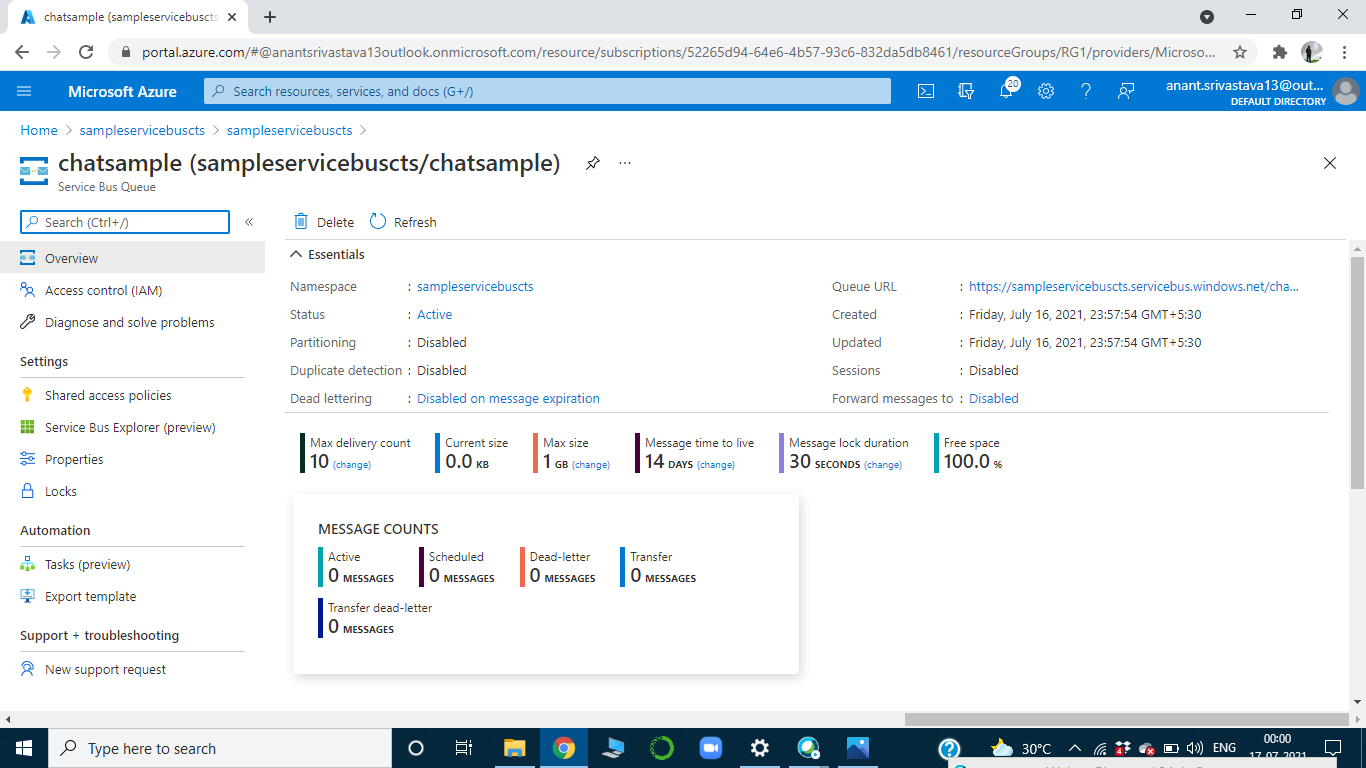 chatsample (sampleservicebuscts
portal.azure.com/#@anantsrivastava13outlook.onmicrosoft.com/resource/subscriptions/52265d94-64e6-4b57-93c6-832da5db8461/resourceGroups/RG1/providers/Microso...
Microsoft Azure
Search resources, services, and docs (G+/)
20
anant.srivastava13@out...
DEFAULT DIRECTORY
Home > sampleservicebuscts > sampleservicebuscts >
chatsample (sampleservicebuscts/chatsample)
Service Bus Queue
Search (Ctrl+/)
Delete
Refresh
Overview
Access control (IAM)
Diagnose and solve problems
Settings
Shared access policies
Service Bus Explorer (preview)
Properties
Locks
Automation
Tasks (preview)
Export template
Support + troubleshooting
New support request
Essentials
Namespace : sampleservicebuscts
Status : Active
Partitioning : Disabled
Duplicate detection : Disabled
Dead lettering : Disabled on message expiration
Queue URL : https://sampleservicebuscts.servicebus.windows.net/cha...
Created : Friday, July 16, 2021, 23:57:54 GMT+5:30
Updated : Friday, July 16, 2021, 23:57:54 GMT+5:30
Sessions : Disabled
Forward messages to : Disabled
Max delivery count
10 (change)
Current size
0.0 KB
Max size
1 GB (change)
Message time to live
14 DAYS (change)
Message lock duration
30 SECONDS (change)
Free space
100.0 %
MESSAGE COUNTS
Active
0 MESSAGES
Scheduled
0 MESSAGES
Dead-letter
0 MESSAGES
Transfer
0 MESSAGES
Transfer dead-letter
0 MESSAGES
Type here to search
30°C
ENG
00:00
17-07-2021